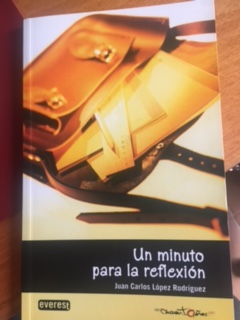 Un minuto
para la reflexión
Juan Carlos López Rodríguez
everest